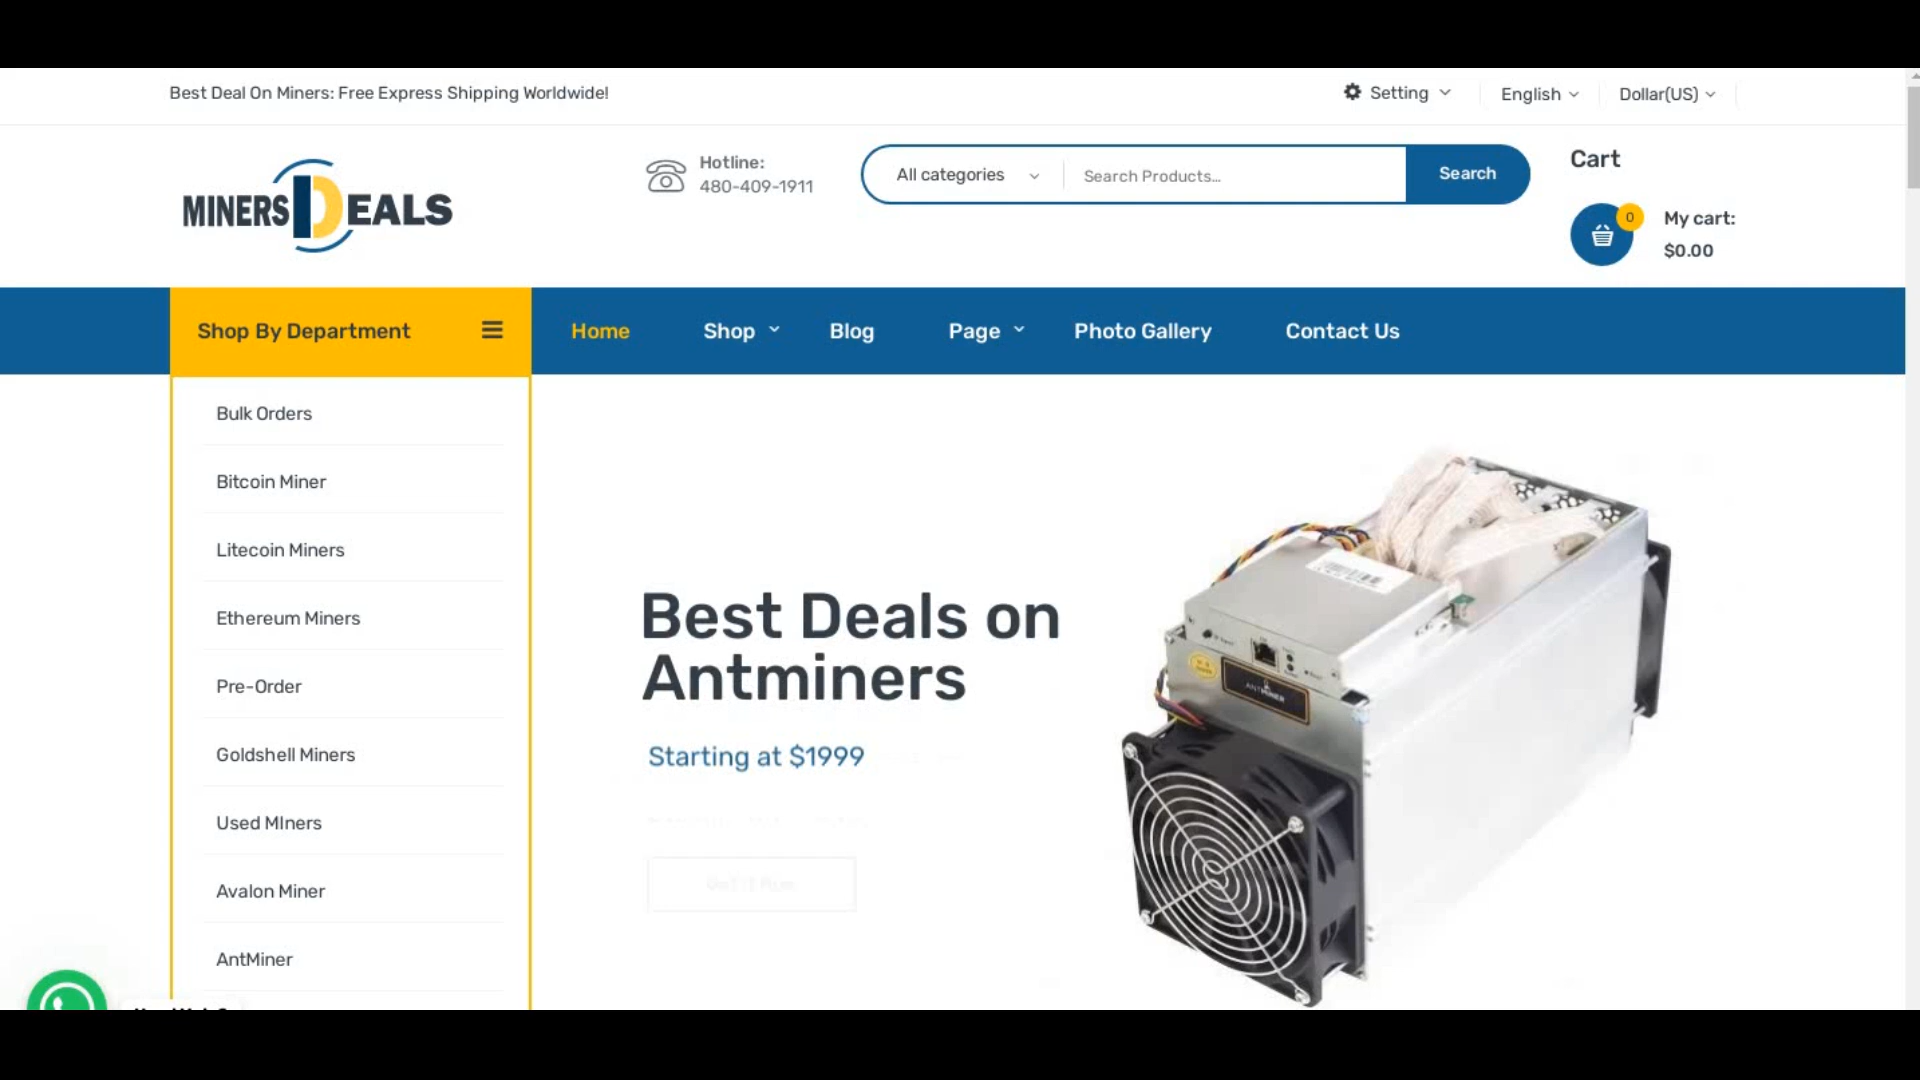 Best Deal On Miners: Free Express Shipping Worldwide!
Setting
English
Dollar(US)
MINERS DEALS
Hotline:
480-409-1911
All categories
Search Products...
Search
Cart
0
My cart:
$0.00
Shop By Department
Home
Shop
Blog
Page
Photo Gallery
Contact Us
Bulk Orders
Bitcoin Miner
Litecoin Miners
Ethereum Miners
Pre-Order
Goldshell Miners
Used MIners
Avalon Miner
AntMiner
Best Deals on
Antminers
Starting at $1999
ANTMINER